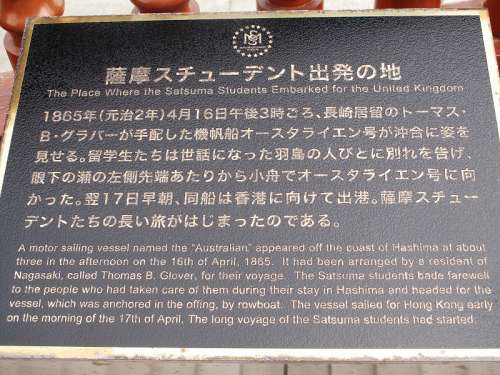 薩摩スチューデント出発の地
The Place Where the Satsuma Students Embarked for the United Kingdom
1865年(元治2年)4月16日午後3時ごろ、長崎居留のトーマス・
B・グラバーが手配した機帆船オースタライエン号が沖合に姿を
見せる。留学生たちは世話になった羽島の人びとに別れを告げ、
眼下の瀬の左側先端あたりから小舟でオースタライエン号に向
かった。翌17日早朝、同船は香港に向けて出港。薩摩スチュー
デントたちの長い旅がはじまったのである。
A motor sailing vessel named the "Australian" appeared off the coast of Hashima at about
three in the afternoon on the 16th of April, 1865. It had been arranged by a resident of
Nagasaki, called Thomas B. Glover, for their voyage. The Satsuma students bade farewell
to the people who had taken care of them during their stay in Hashima and headed for the
vessel, which was anchored in the offing, by rowboat. The vessel sailed for Hong Kong early
on the morning of the 17th of April. The long voyage of the Satsuma students had started.